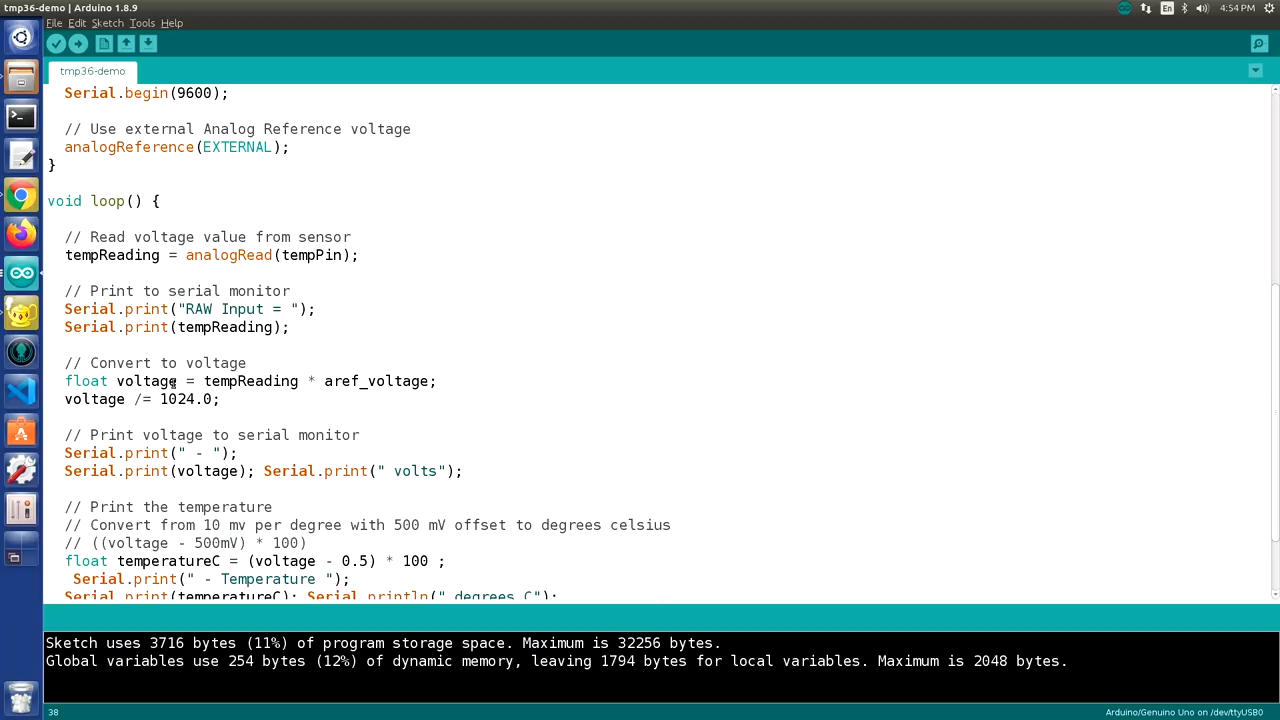 tmp36-demo | Arduino 1.8.9
En
4:54 PM
File Edit Sketch Tools Help
tmp36-demo
Serial.begin(9600);
// Use external Analog Reference voltage
analogReference(EXTERNAL);
}
void loop() {
// Read voltage value from sensor
tempReading = analogRead(tempPin);
// Print to serial monitor
Serial.print("RAW Input = ");
Serial.print(tempReading);
// Convert to voltage
float voltage = tempReading * aref_voltage;
voltage /= 1024.0;
// Print voltage to serial monitor
Serial.print(" - ");
Serial.print(voltage); Serial.print(" volts");
// Print the temperature
// Convert from 10 mv per degree with 500 mV offset to degrees celsius
// ((voltage - 500mV) * 100)
float temperatureC = (voltage - 0.5) * 100 ;
Serial.print(" - Temperature ");
Serial.print(temperatureC); Serial.println(" degrees C");
Sketch uses 3716 bytes (11%) of program storage space. Maximum is 32256 bytes.
Global variables use 254 bytes (12%) of dynamic memory, leaving 1794 bytes for local variables. Maximum is 2048 bytes.
38
Arduino/Genuino Uno on /dev/ttyUSB0